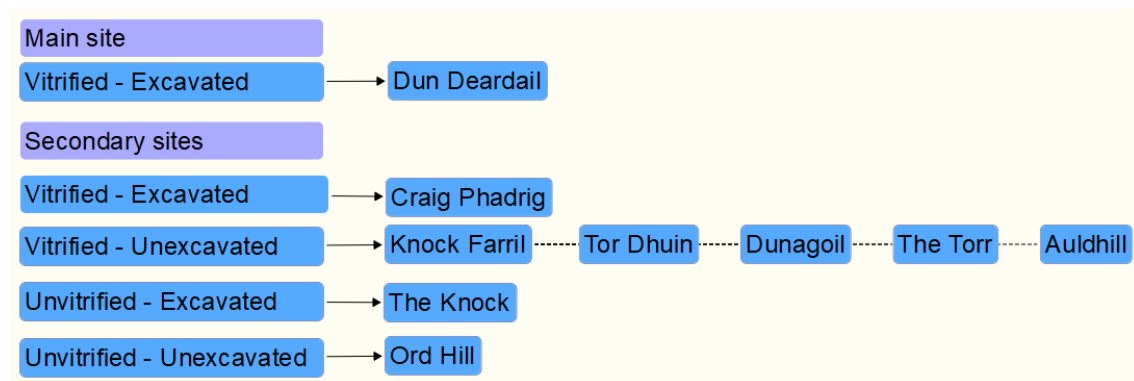 Main site
Vitrified - Excavated Dun Deardail
Secondary sites
Vitrified - Excavated Craig Phadrig
Vitrified - Unexcavated Knock Farril Tor Dhuin Dunagoil The Torr Auldhill
Unvitrified - Excavated The Knock
Unvitrified - Unexcavated Ord Hill